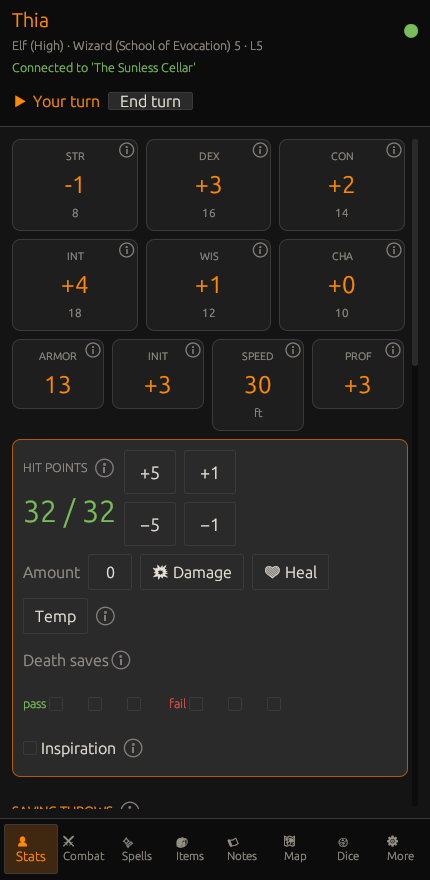 Thia
Elf (High) · Wizard (School of Evocation) 5 · L5
Connected to 'The Sunless Cellar'
Your turn End turn
STR DEX CON
-1 +3 +2
8 16 14
INT WIS CHA
+4 +1 +0
18 12 10
ARMOR INIT SPEED PROF
13 +3 30 +3
ft
HIT POINTS +5 +1
32 / 32
−5 −1
Amount 0 Damage Heal
Temp
Death saves
pass fail
Inspiration
SAVING THROWS
Stats Combat Spells Items Notes Map Dice More